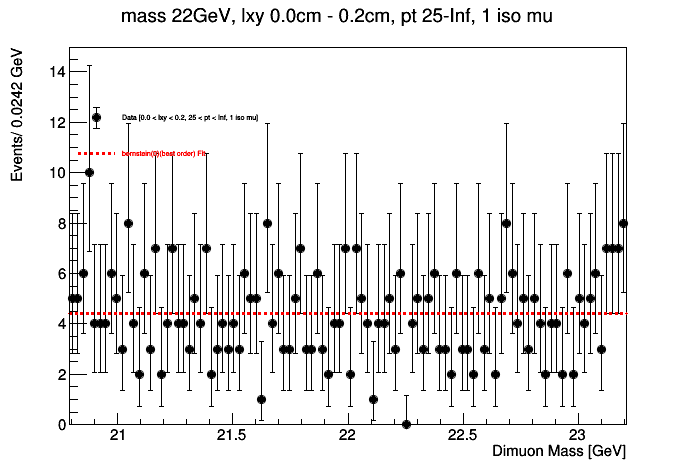 mass 22GeV, lxy 0.0cm - 0.2cm, pt 25-Inf, 1 iso mu
Events/ 0.0242 GeV
14
12
10
8
6
4
2
0
Data [0.0 < lxy < 0.2, 25 < pt < Inf, 1 iso mu]
bernstein(0)(best order) Fit
21
21.5
22
22.5
23
Dimuon Mass [GeV]